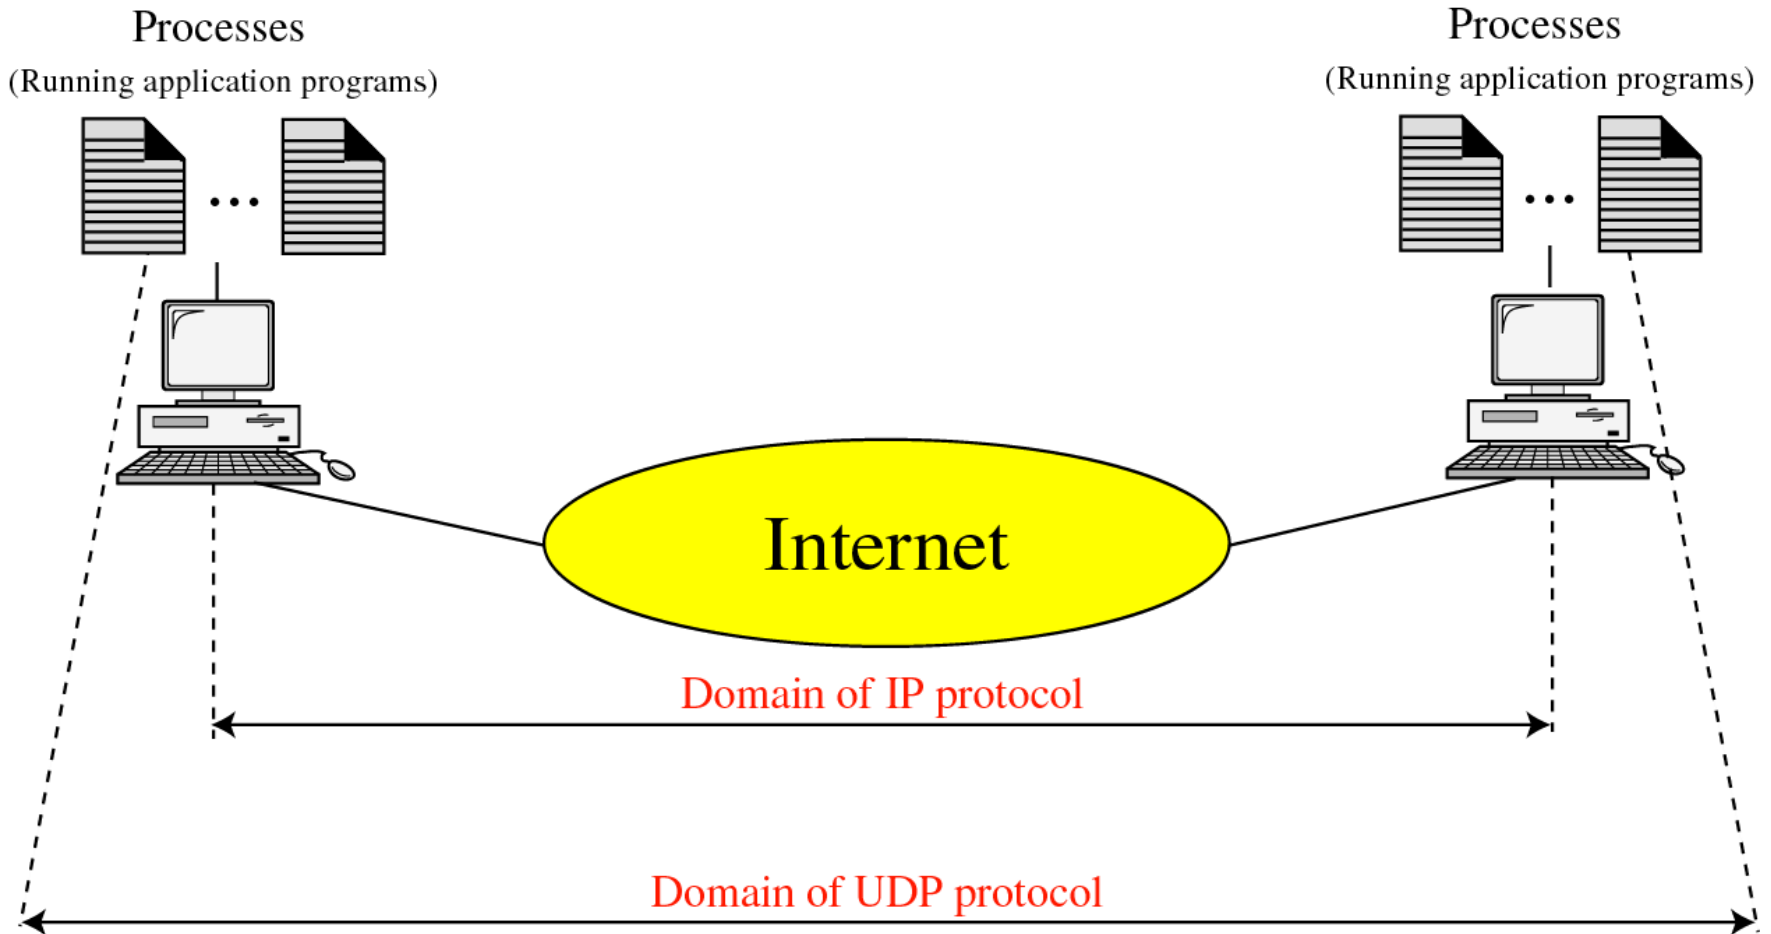 Processes
(Running application programs)
Processes
(Running application programs)
Internet
Domain of IP protocol
Domain of UDP protocol